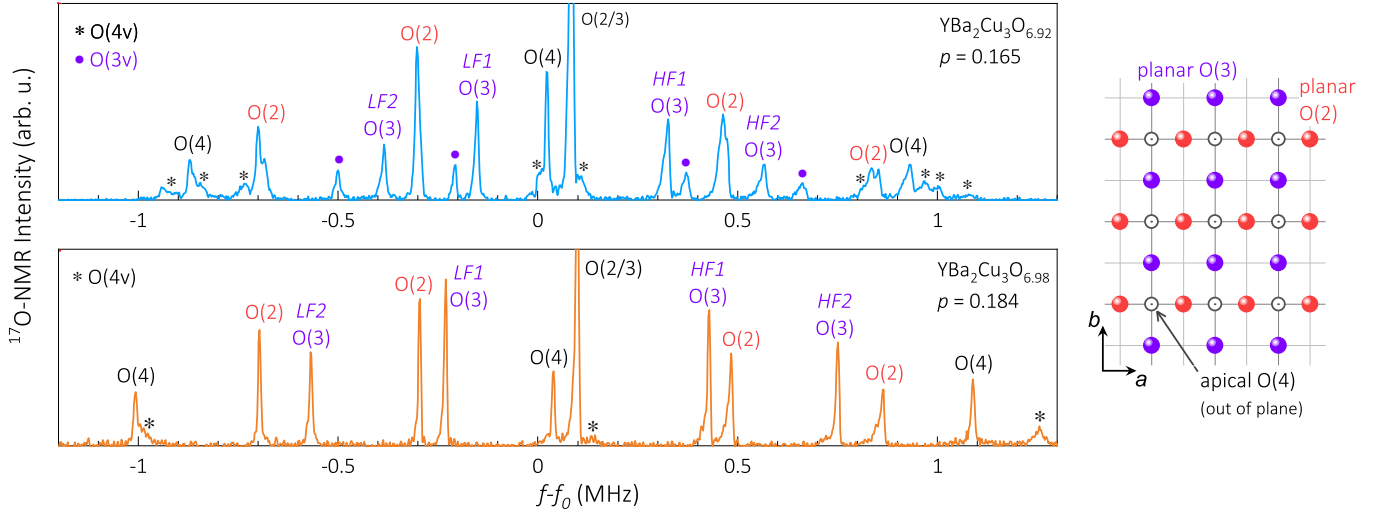 ¹⁷O-NMR Intensity (arb. u.)
* O(4v)
● O(3v)
YBa₂Cu₃O₆.₉₂
p = 0.165
O(4)
O(2)
LF2
O(3)
O(2)
LF1
O(3)
O(4)
O(2/3)
HF1
O(3)
O(2)
HF2
O(3)
O(2)
O(4)
-1
-0.5
0
0.5
1
* O(4v)
YBa₂Cu₃O₆.₉₈
p = 0.184
O(4)
O(2)
LF2
O(3)
O(2)
LF1
O(3)
O(4)
O(2/3)
HF1
O(3)
O(2)
HF2
O(3)
O(2)
O(4)
-1
-0.5
0
0.5
1
f-f₀ (MHz)
planar O(3)
planar
O(2)
b
a
apical O(4)
(out of plane)